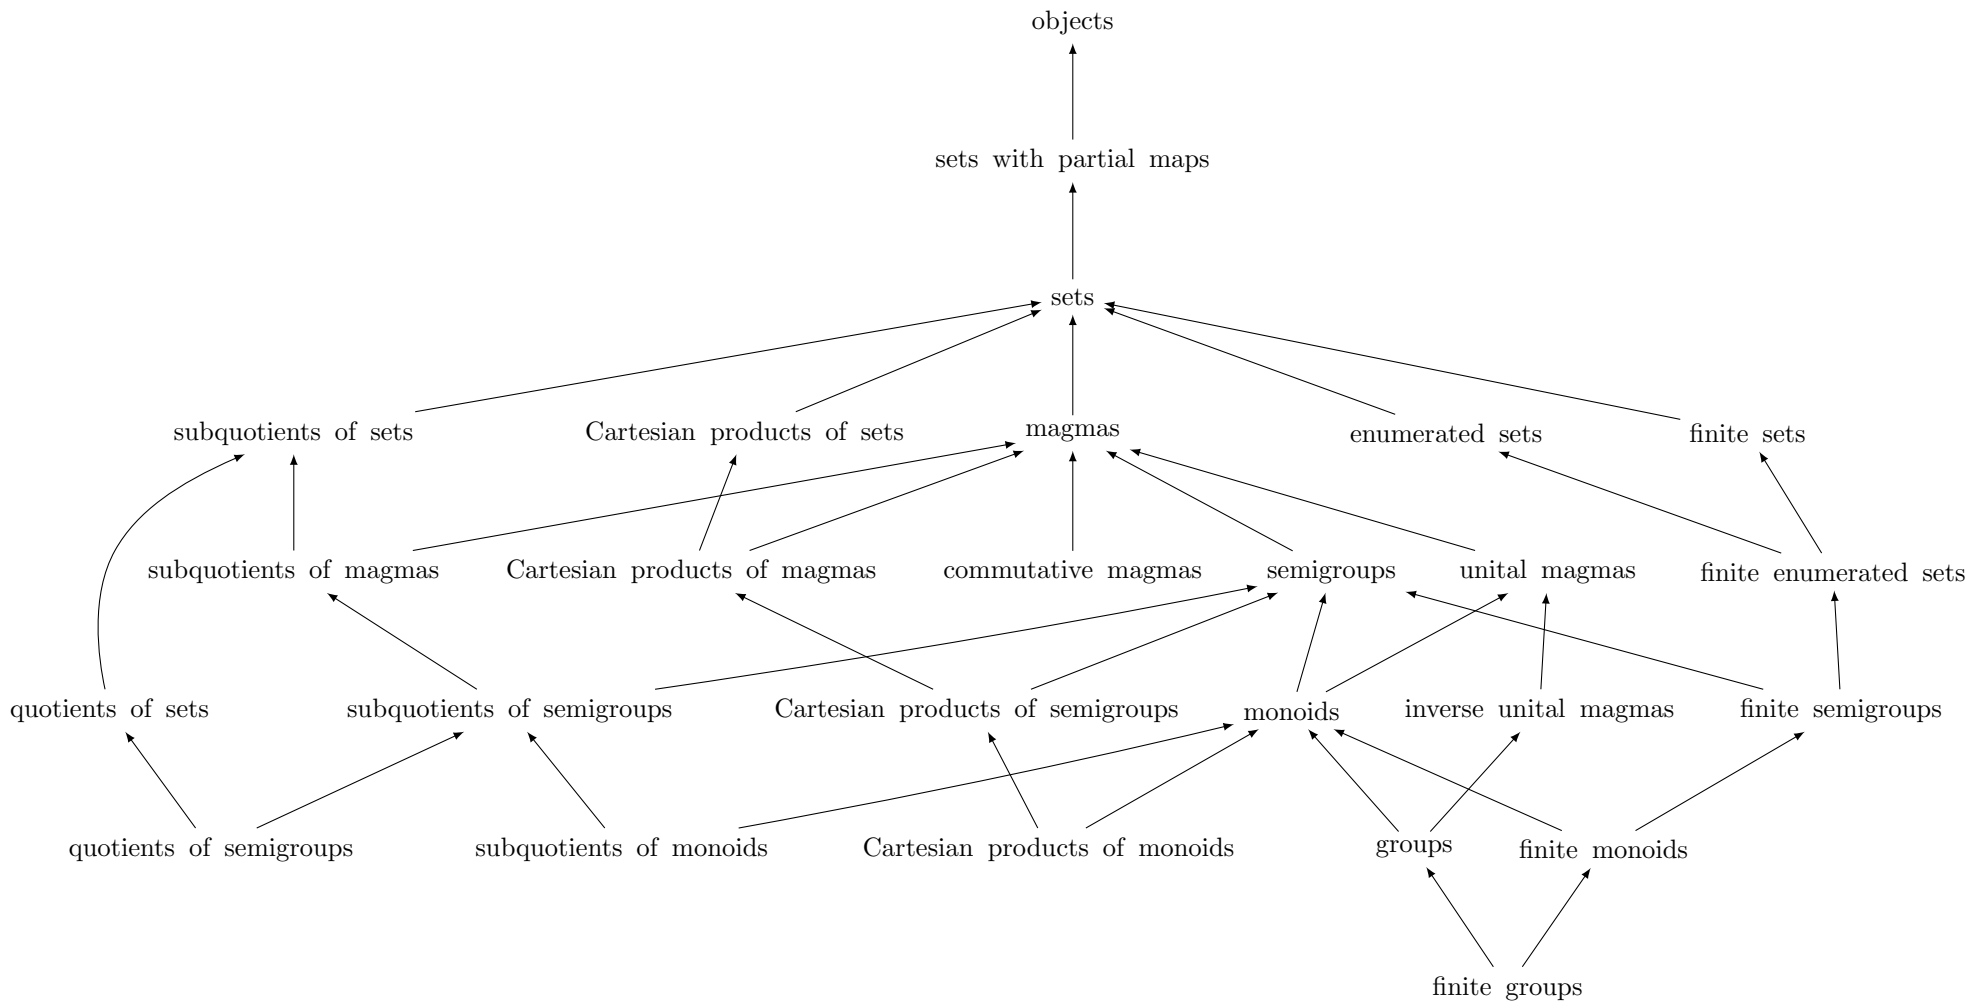 objects
sets with partial maps
sets
subquotients of sets
Cartesian products of sets
magmas
enumerated sets
finite sets
subquotients of magmas
Cartesian products of magmas
commutative magmas
semigroups
unital magmas
finite enumerated sets
quotients of sets
subquotients of semigroups
Cartesian products of semigroups
monoids
inverse unital magmas
finite semigroups
quotients of semigroups
subquotients of monoids
Cartesian products of monoids
groups
finite monoids
finite groups